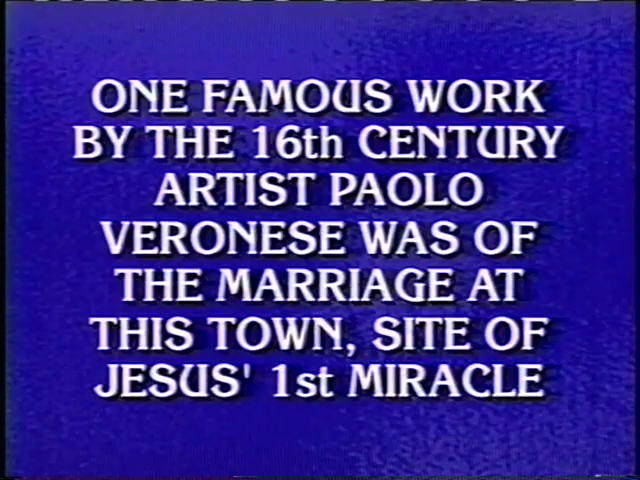 ONE FAMOUS WORK
BY THE 16th CENTURY
ARTIST PAOLO
VERONESE WAS OF
THE MARRIAGE AT
THIS TOWN, SITE OF
JESUS' 1st MIRACLE